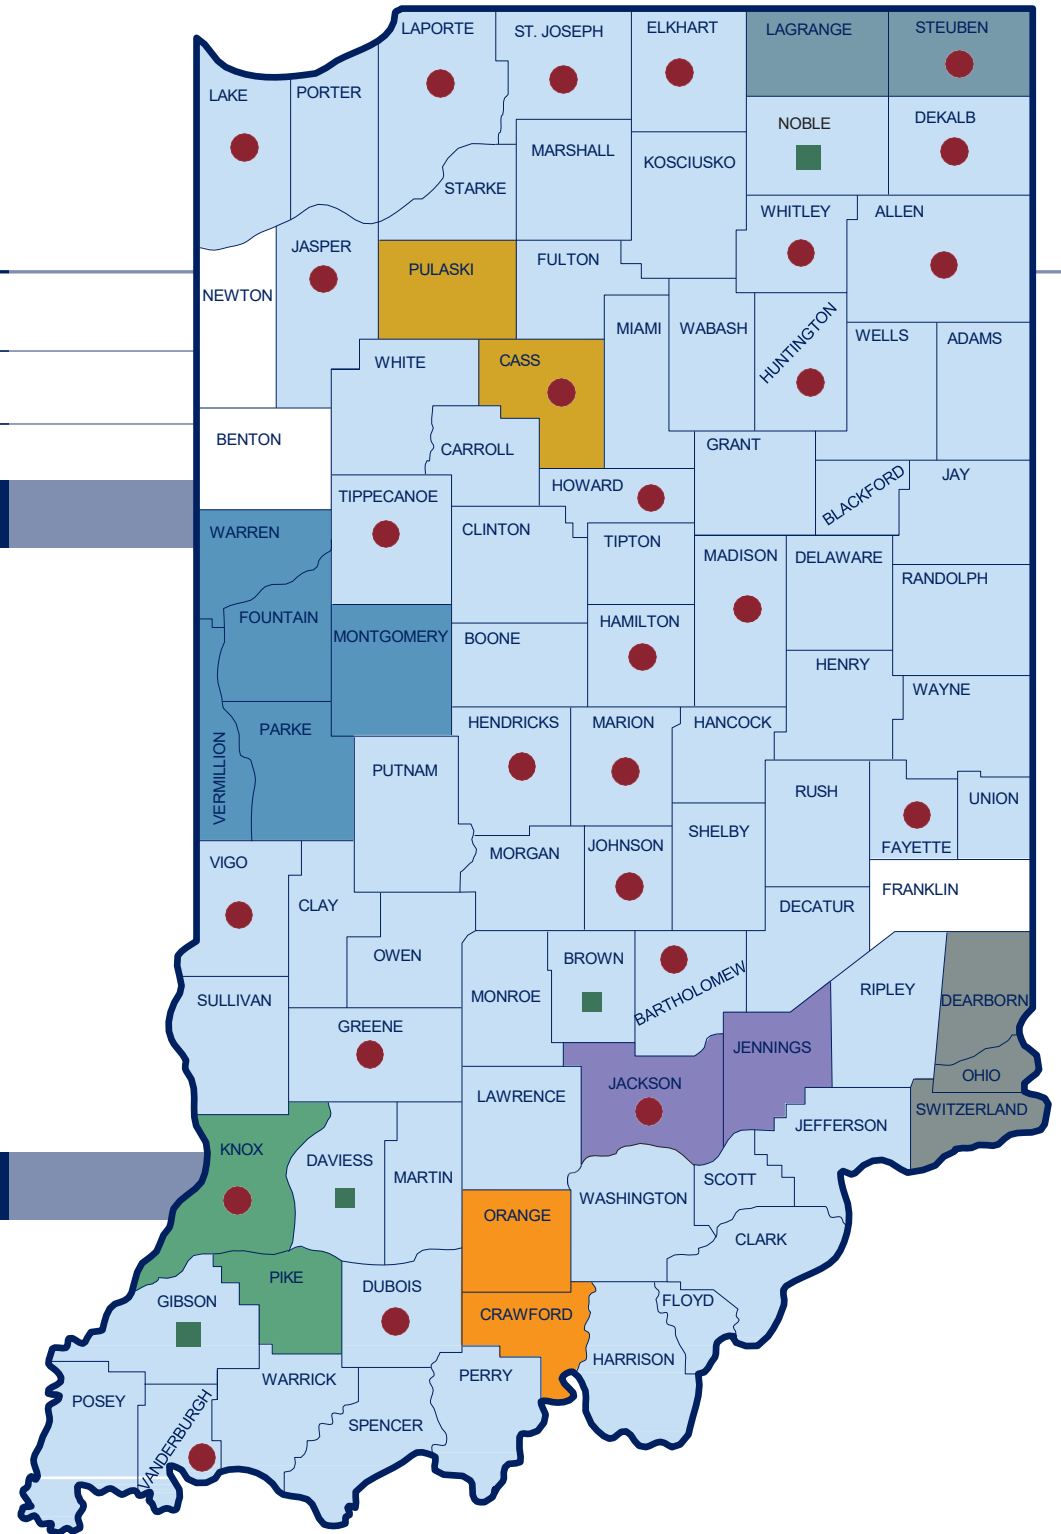 LAPORTE
ST. JOSEPH
ELKHART
LAGRANGE
STEUBEN
LAKE
PORTER
NOBLE
DEKALB
MARSHALL
KOSCIUSKO
STARKE
WHITLEY
ALLEN
JASPER
PULASKI
FULTON
NEWTON
MIAMI
WABASH
HUNTINGTON
WELLS
ADAMS
WHITE
CASS
BENTON
CARROLL
GRANT
BLACKFORD
JAY
TIPPECANOE
HOWARD
WARREN
CLINTON
TIPTON
MADISON
DELAWARE
RANDOLPH
FOUNTAIN
MONTGOMERY
BOONE
HAMILTON
HENRY
WAYNE
VERMILLION
PARKE
HENDRICKS
MARION
HANCOCK
PUTNAM
RUSH
UNION
SHELBY
FAYETTE
VIGO
MORGAN
JOHNSON
CLAY
DECATUR
FRANKLIN
OWEN
BROWN
BARTHOLOMEW
SULLIVAN
MONROE
RIPLEY
DEARBORN
GREENE
JENNINGS
JACKSON
OHIO
LAWRENCE
SWITZERLAND
JEFFERSON
KNOX
DAVIESS
MARTIN
SCOTT
WASHINGTON
ORANGE
CLARK
PIKE
DUBOIS
GIBSON
CRAWFORD
FLOYD
HARRISON
PERRY
WARRICK
POSEY
VANDERBURGH
SPENCER